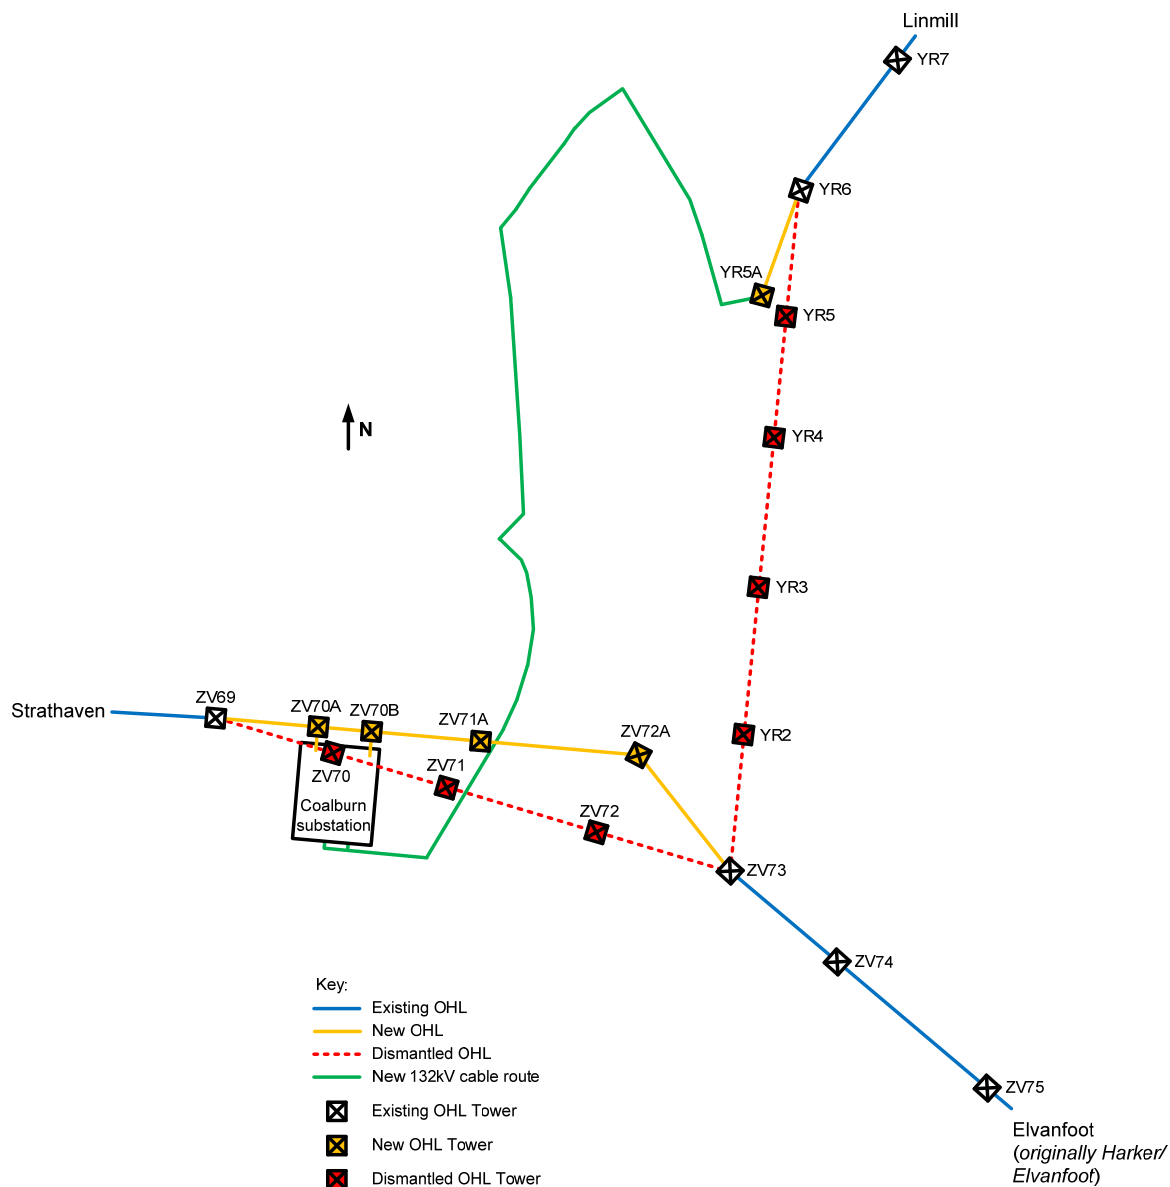 Linmill
YR7
YR6
YR5A
YR5
N
YR4
YR3
ZV69
ZV70A
ZV70B
Strathaven
ZV71A
ZV72A
YR2
ZV70
ZV71
Coalburn
substation
ZV72
ZV73
ZV74
Key:
Existing OHL
New OHL
Dismantled OHL
New 132kV cable route
Existing OHL Tower
New OHL Tower
Dismantled OHL Tower
ZV75
Elvanfoot
(originally Harker/
Elvanfoot)